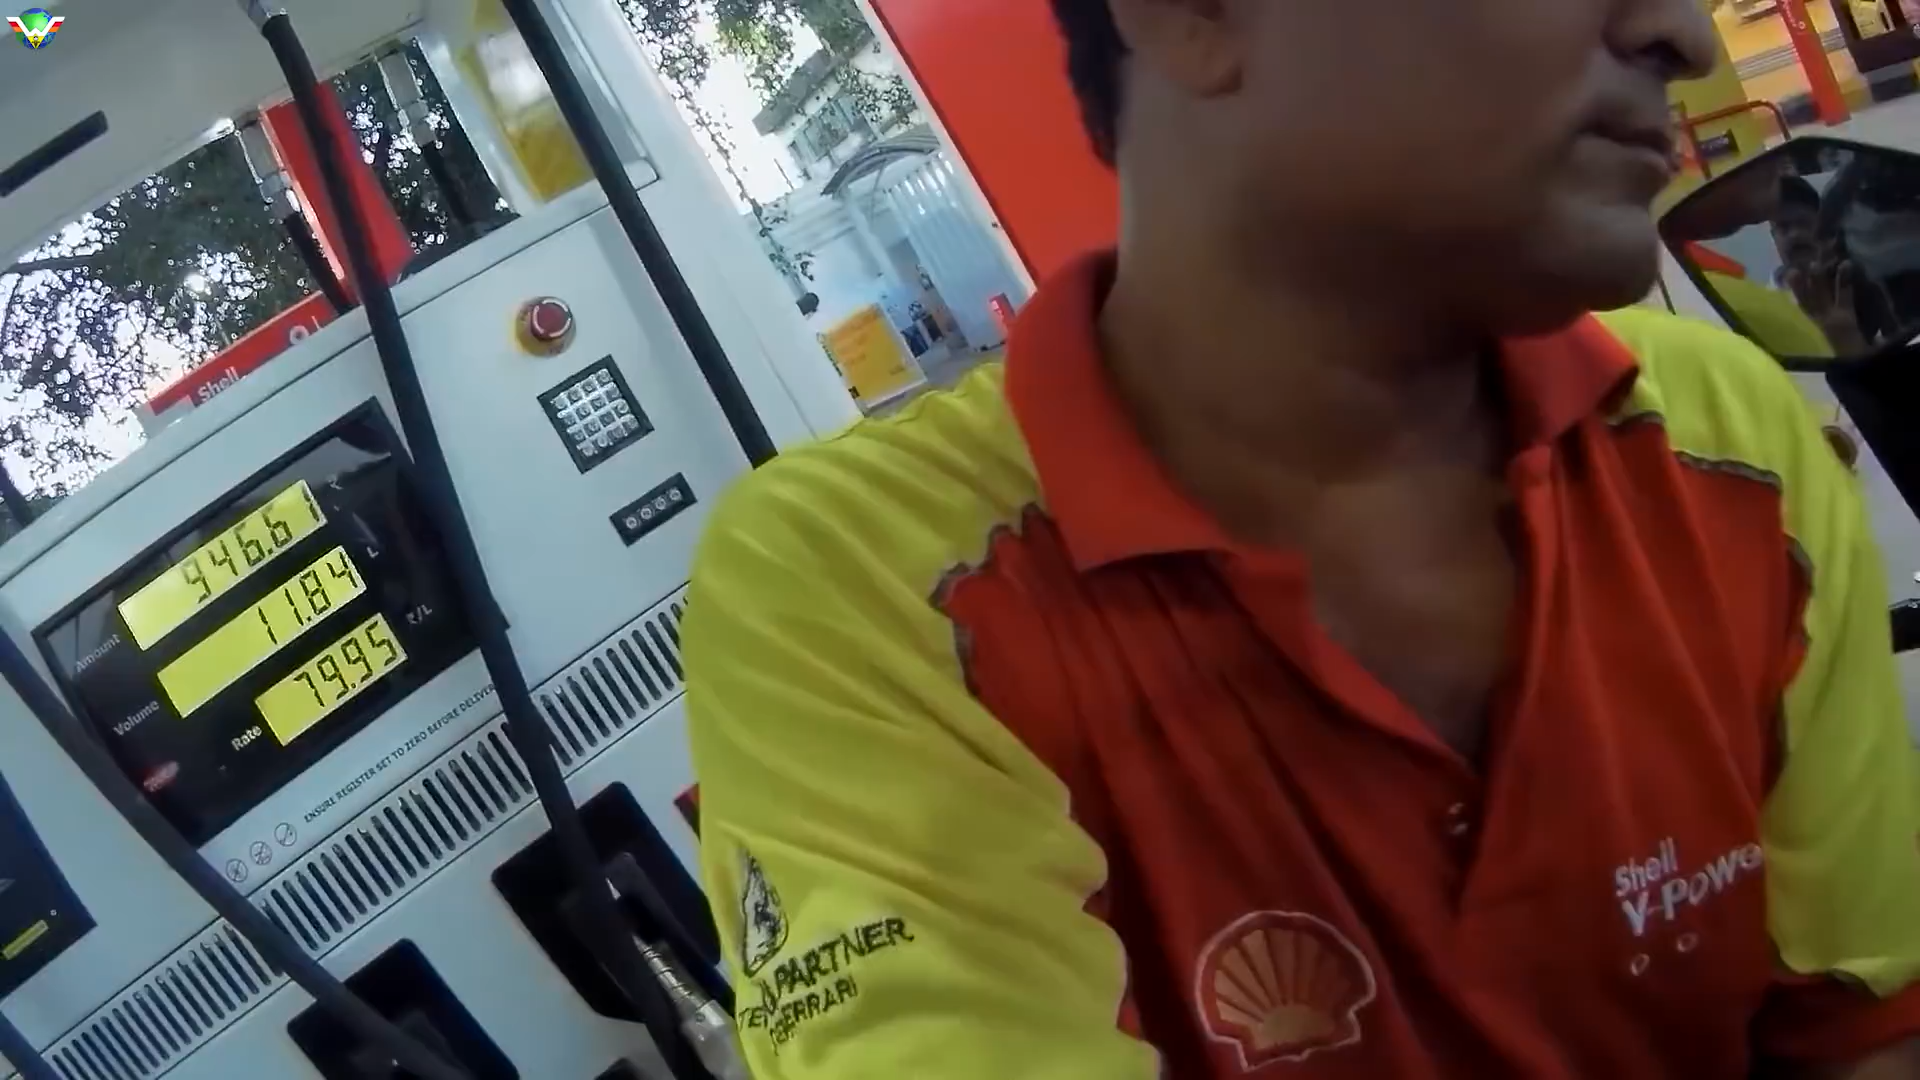 Shell
₹
946.61
Amount
L
11.84
Volume
₹/L
79.95
Rate
ENSURE REGISTER SET TO ZERO BEFORE DELIVER
PARTNER
FERRARI
Shell
V-Powe